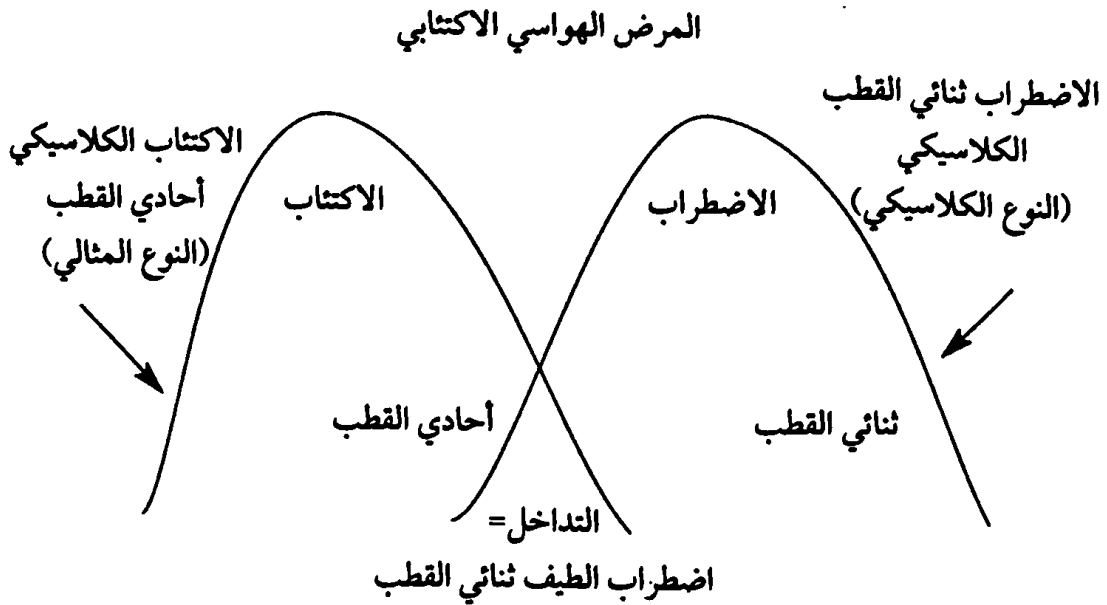 المرض الهواسي الاكتئابي
الاضطراب ثنائي القطب
الكلاسيكي
(النوع الكلاسيكي)
الاضطراب
ثنائي القطب
الاكتئاب
أحادي القطب
الاكتئاب الكلاسيكي
أحادي القطب
(النوع المثالي)
التداخل=
اضطراب الطيف ثنائي القطب